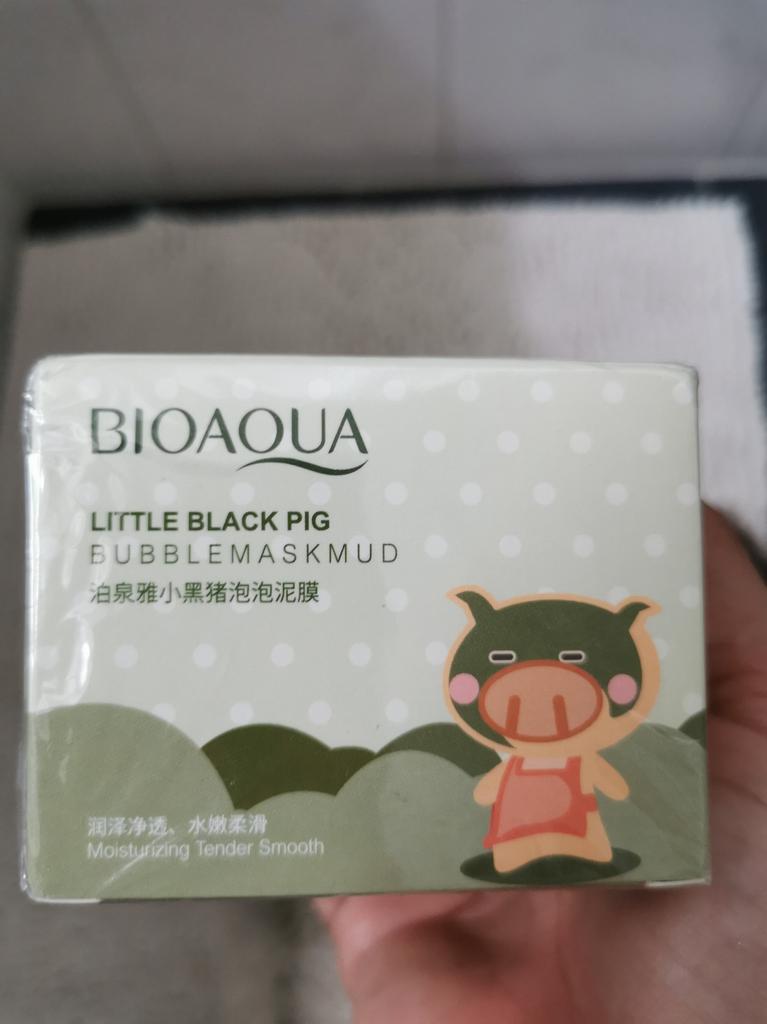 BIOAQUA
LITTLE BLACK PIG
BUBBLEMASKMUD
泊泉雅小黑猪泡泡泥膜
润泽净透、水嫩柔滑
Moisturizing Tender Smooth